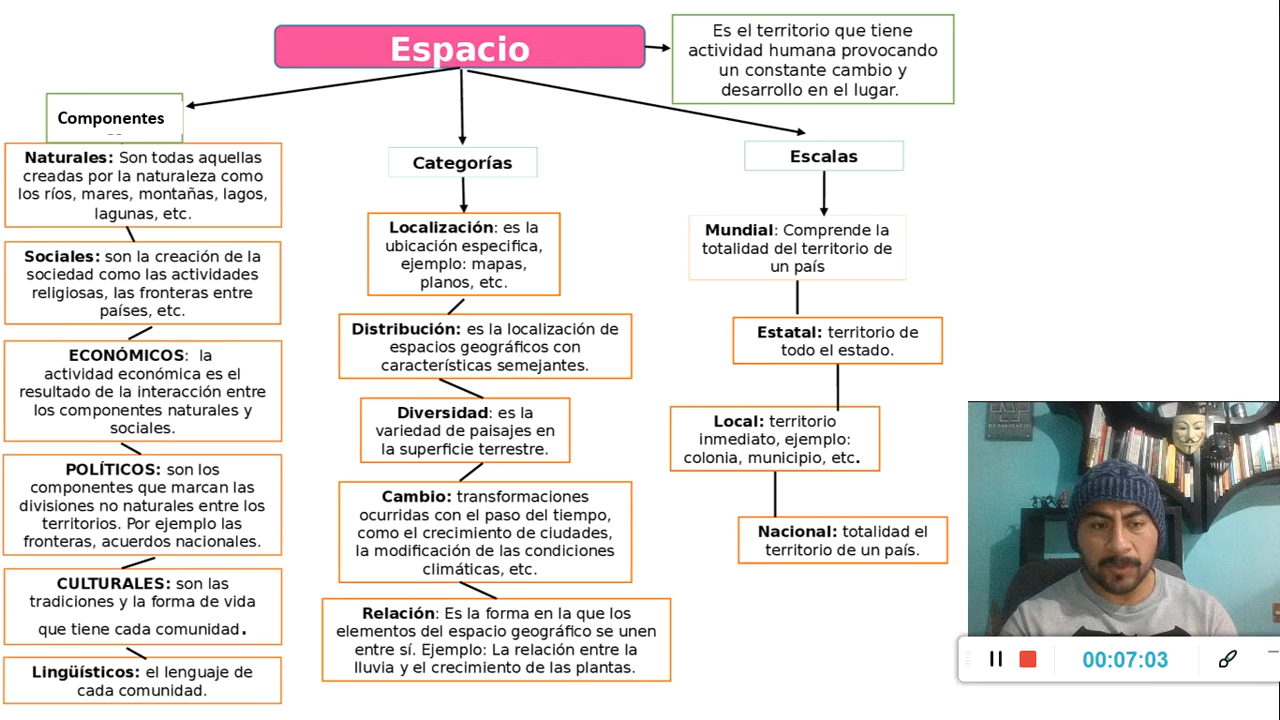 Espacio
Es el territorio que tiene
actividad humana provocando
un constante cambio y
desarrollo en el lugar.
Componentes
Naturales: Son todas aquellas
creadas por la naturaleza como
los ríos, mares, montañas, lagos,
lagunas, etc.
Sociales: son la creación de la
sociedad como las actividades
religiosas, las fronteras entre
países, etc.
ECONÓMICOS: la
actividad económica es el
resultado de la interacción entre
los componentes naturales y
sociales.
POLÍTICOS: son los
componentes que marcan las
divisiones no naturales entre los
territorios. Por ejemplo las
fronteras, acuerdos nacionales.
CULTURALES: son las
tradiciones y la forma de vida
que tiene cada comunidad.
Lingüísticos: el lenguaje de
cada comunidad.
Categorías
Localización: es la
ubicación especifica,
ejemplo: mapas,
planos, etc.
Distribución: es la localización de
espacios geográficos con
características semejantes.
Diversidad: es la
variedad de paisajes en
la superficie terrestre.
Cambio: transformaciones
ocurridas con el paso del tiempo,
como el crecimiento de ciudades,
la modificación de las condiciones
climáticas, etc.
Relación: Es la forma en la que los
elementos del espacio geográfico se unen
entre sí. Ejemplo: La relación entre la
lluvia y el crecimiento de las plantas.
Escalas
Mundial: Comprende la
totalidad del territorio de
un país
Estatal: territorio de
todo el estado.
Local: territorio
inmediato, ejemplo:
colonia, municipio, etc.
Nacional: totalidad el
territorio de un país.
00:07:03